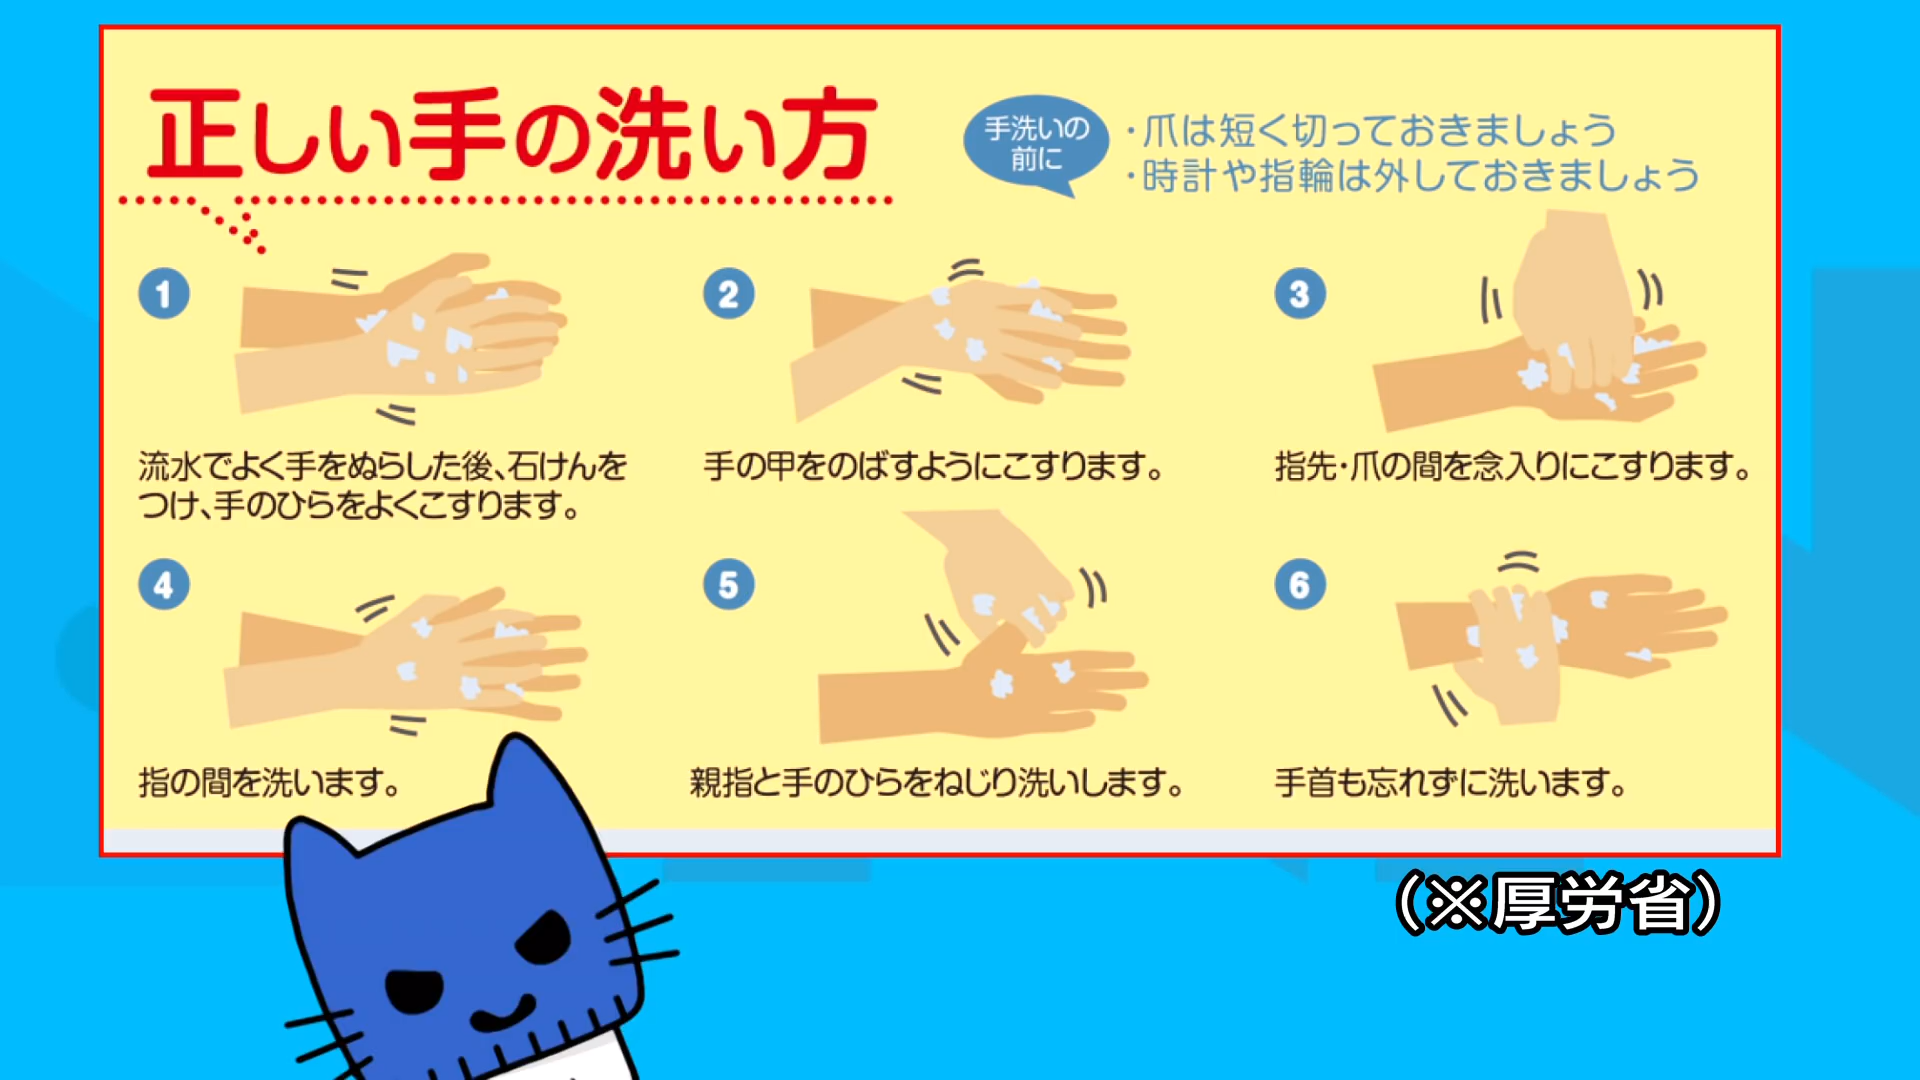 正しい手の洗い方
手洗いの
前に
・爪は短く切っておきましょう
・時計や指輪は外しておきましょう
1
流水でよく手をぬらした後、石けんを
つけ、手のひらをよくこすります。
2
手の甲をのばすようにこすります。
3
指先・爪の間を念入りにこすります。
4
指の間を洗います。
5
親指と手のひらをねじり洗いします。
6
手首も忘れずに洗います。
（※厚労省）